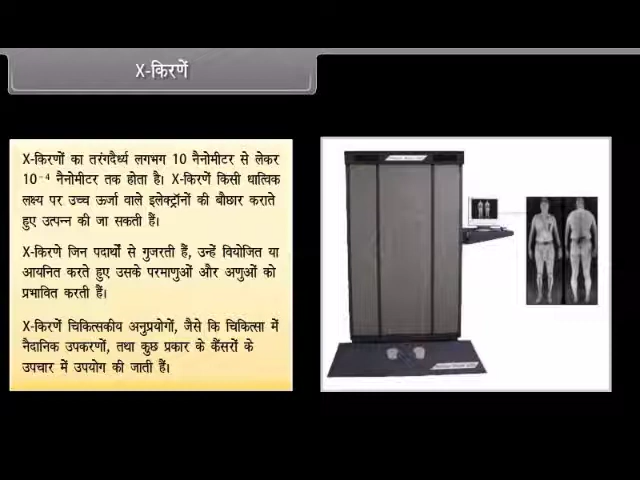 X-किरणें
X-किरणों का तरंगदैर्ध्य लगभग 10 नैनोमीटर से लेकर
10⁻⁴ नैनोमीटर तक होता है। X-किरणें किसी धात्विक
लक्ष्य पर उच्च ऊर्जा वाले इलेक्ट्रॉनों की बौछार कराते
हुए उत्पन्न की जा सकती हैं।
X-किरणे जिन पदार्थों से गुजरती हैं, उन्हें वियोजित या
आयनित करते हुए उसके परमाणुओं और अणुओं को
प्रभावित करती हैं।
X-किरणें चिकित्सकीय अनुप्रयोगों, जैसे कि चिकित्सा में
नैदानिक उपकरणों, तथा कुछ प्रकार के कैंसरों के
उपचार में उपयोग की जाती हैं।